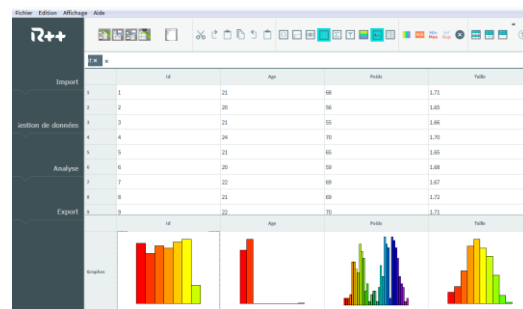 Fichier Edition Affichage Aide
R++
Import
Gestion de données
Analyse
Export
Id Age Poids Taille
1 1 21 68 1.73
2 2 20 56 1.65
3 3 21 55 1.66
4 4 24 70 1.70
5 5 21 65 1.65
6 6 20 59 1.68
7 7 22 69 1.67
8 8 21 69 1.72
9 9 22 70 1.73
Id Age Poids Taille
Graphes